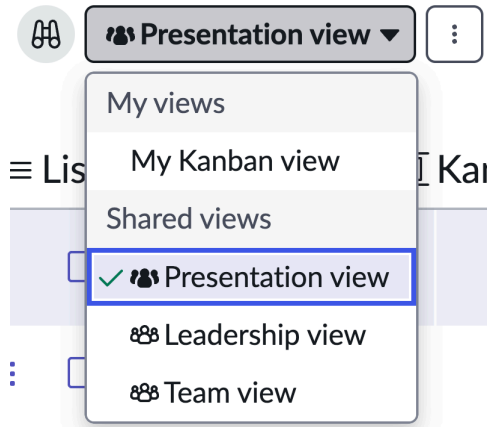 Presentation view
My views
My Kanban view
Lis
Kar
Shared views
Presentation view
Leadership view
Team view